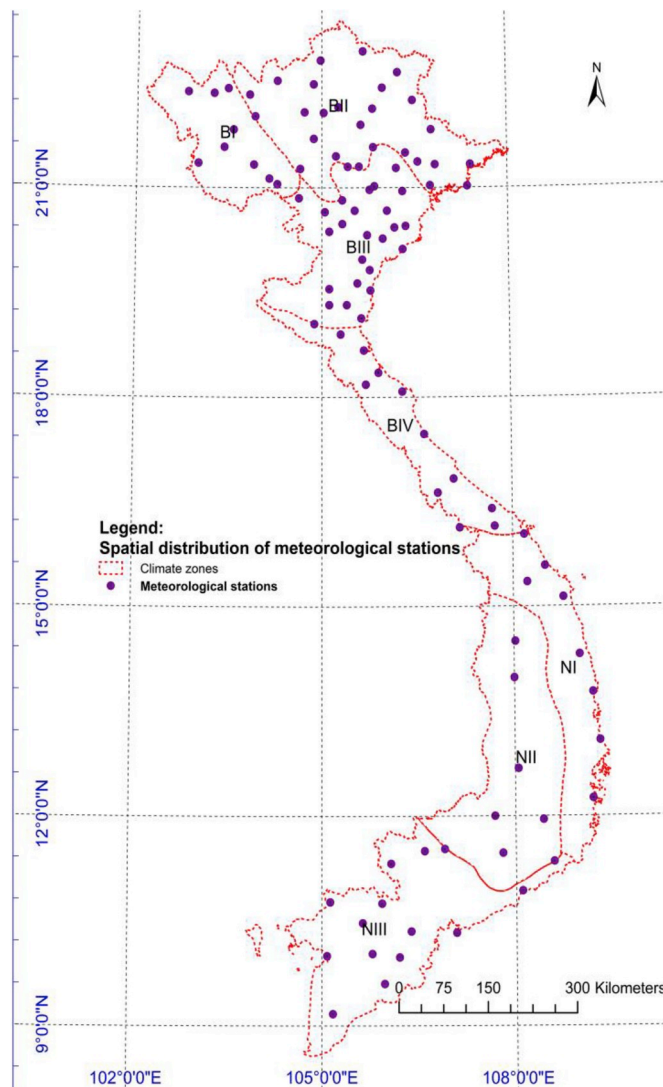 N
BI
BII
21°0'0"N
BIII
18°0'0"N
BIV
Legend:
Spatial distribution of meteorological stations
Climate zones
Meteorological stations
15°0'0"N
NI
NII
12°0'0"N
NIII
0 75 150 300 Kilometers
9°0'0"N
102°0'0"E 105°0'0"E 108°0'0"E